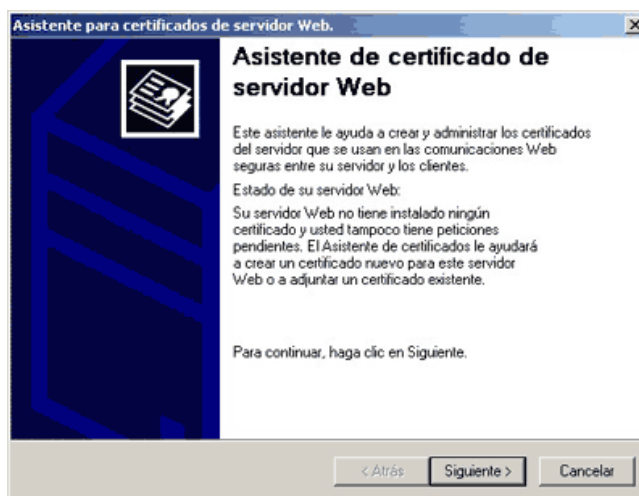 Asistente para certificados de servidor Web.
Asistente de certificado de
servidor Web
Este asistente le ayuda a crear y administrar los certificados
del servidor que se usan en las comunicaciones Web
seguras entre su servidor y los clientes.
Estado de su servidor Web:
Su servidor Web no tiene instalado ningún
certificado y usted tampoco tiene peticiones
pendientes. El Asistente de certificados le ayudará
a crear un certificado nuevo para este servidor
Web o a adjuntar un certificado existente.
Para continuar, haga clic en Siguiente.
< Atrás Siguiente > Cancelar